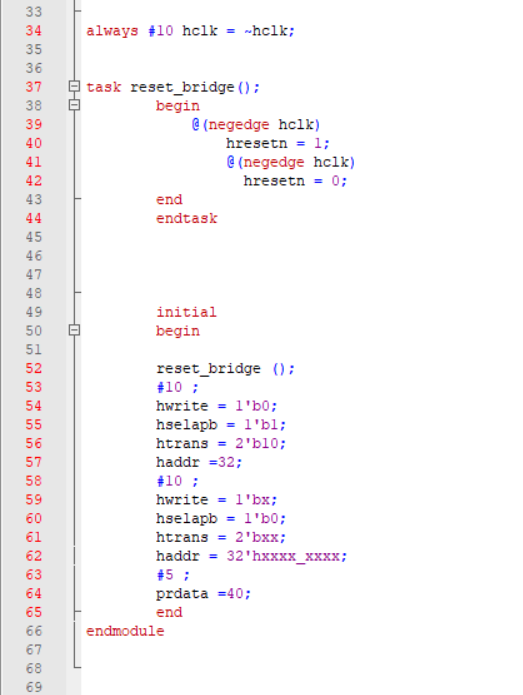 33
34 always #10 hclk = ~hclk;
35
36
37 task reset_bridge();
38 begin
39 @(negedge hclk)
40 hresetn = 1;
41 @(negedge hclk)
42 hresetn = 0;
43 end
44 endtask
45
46
47
48
49 initial
50 begin
51
52 reset_bridge ();
53 #10 ;
54 hwrite = 1'b0;
55 hselapb = 1'b1;
56 htrans = 2'b10;
57 haddr =32;
58 #10 ;
59 hwrite = 1'bx;
60 hselapb = 1'b0;
61 htrans = 2'bxx;
62 haddr = 32'hxxxx_xxxx;
63 #5 ;
64 prdata =40;
65 end
66 endmodule
67
68
69